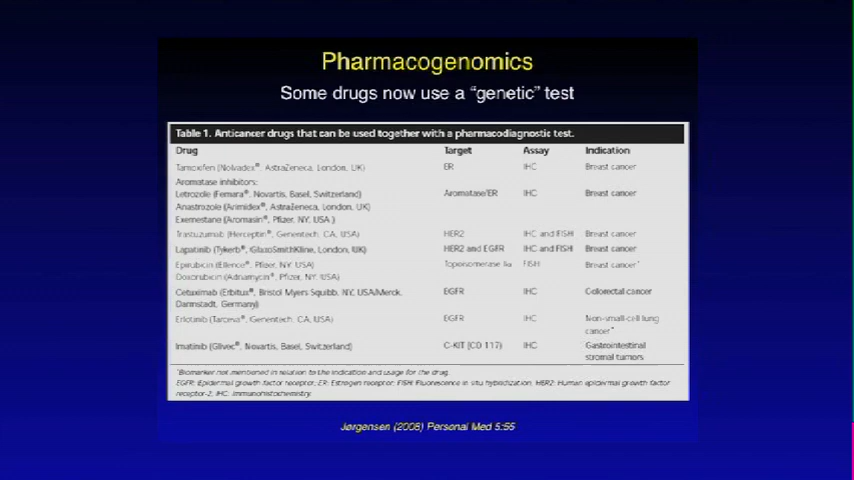 Pharmacogenomics
Some drugs now use a “genetic” test
Table 1. Anticancer drugs that can be used together with a pharmacodiagnostic test.
Drug Target Assay Indication
Tamoxifen (Nolvadex®, AstraZeneca, London, UK) ER IHC Breast cancer
Aromatase inhibitors:
Letrozole (Femara®, Novartis, Basel, Switzerland) Aromatase/ER IHC Breast cancer
Anastrozole (Arimidex®, AstraZeneca, London, UK)
Exemestane (Aromasin®, Pfizer, NY, USA )
Trastuzumab (Herceptin®, Genentech, CA, USA) HER2 IHC and FISH Breast cancer
Lapatinib (Tykerb®, GlaxoSmithKline, London, UK) HER2 and EGFR IHC and FISH Breast cancer
Epirubicin (Ellence®, Pfizer, NY, USA) Topoisomerase IIα FISH Breast cancer*
Doxorubicin (Adriamycin®, Pfizer, NY, USA)
Cetuximab (Erbitux®, Bristol Myers Squibb, NY, USA/Merck, EGFR IHC Colorectal cancer
Darmstadt, Germany)
Erlotinib (Tarceva®, Genentech, CA, USA) EGFR IHC Non-small-cell lung
cancer*
Imatinib (Glivec®, Novartis, Basel, Switzerland) C-KIT (CD 117) IHC Gastrointestinal
stromal tumors
*Biomarker not mentioned in relation to the indication and usage for the drug.
EGFR: Epidermal growth factor receptor; ER: Estrogen receptor; FISH: Fluorescence in situ hybridization; HER2: Human epidermal growth factor
receptor-2; IHC: Immunohistochemistry.
Jørgensen (2008) Personal Med 5:55